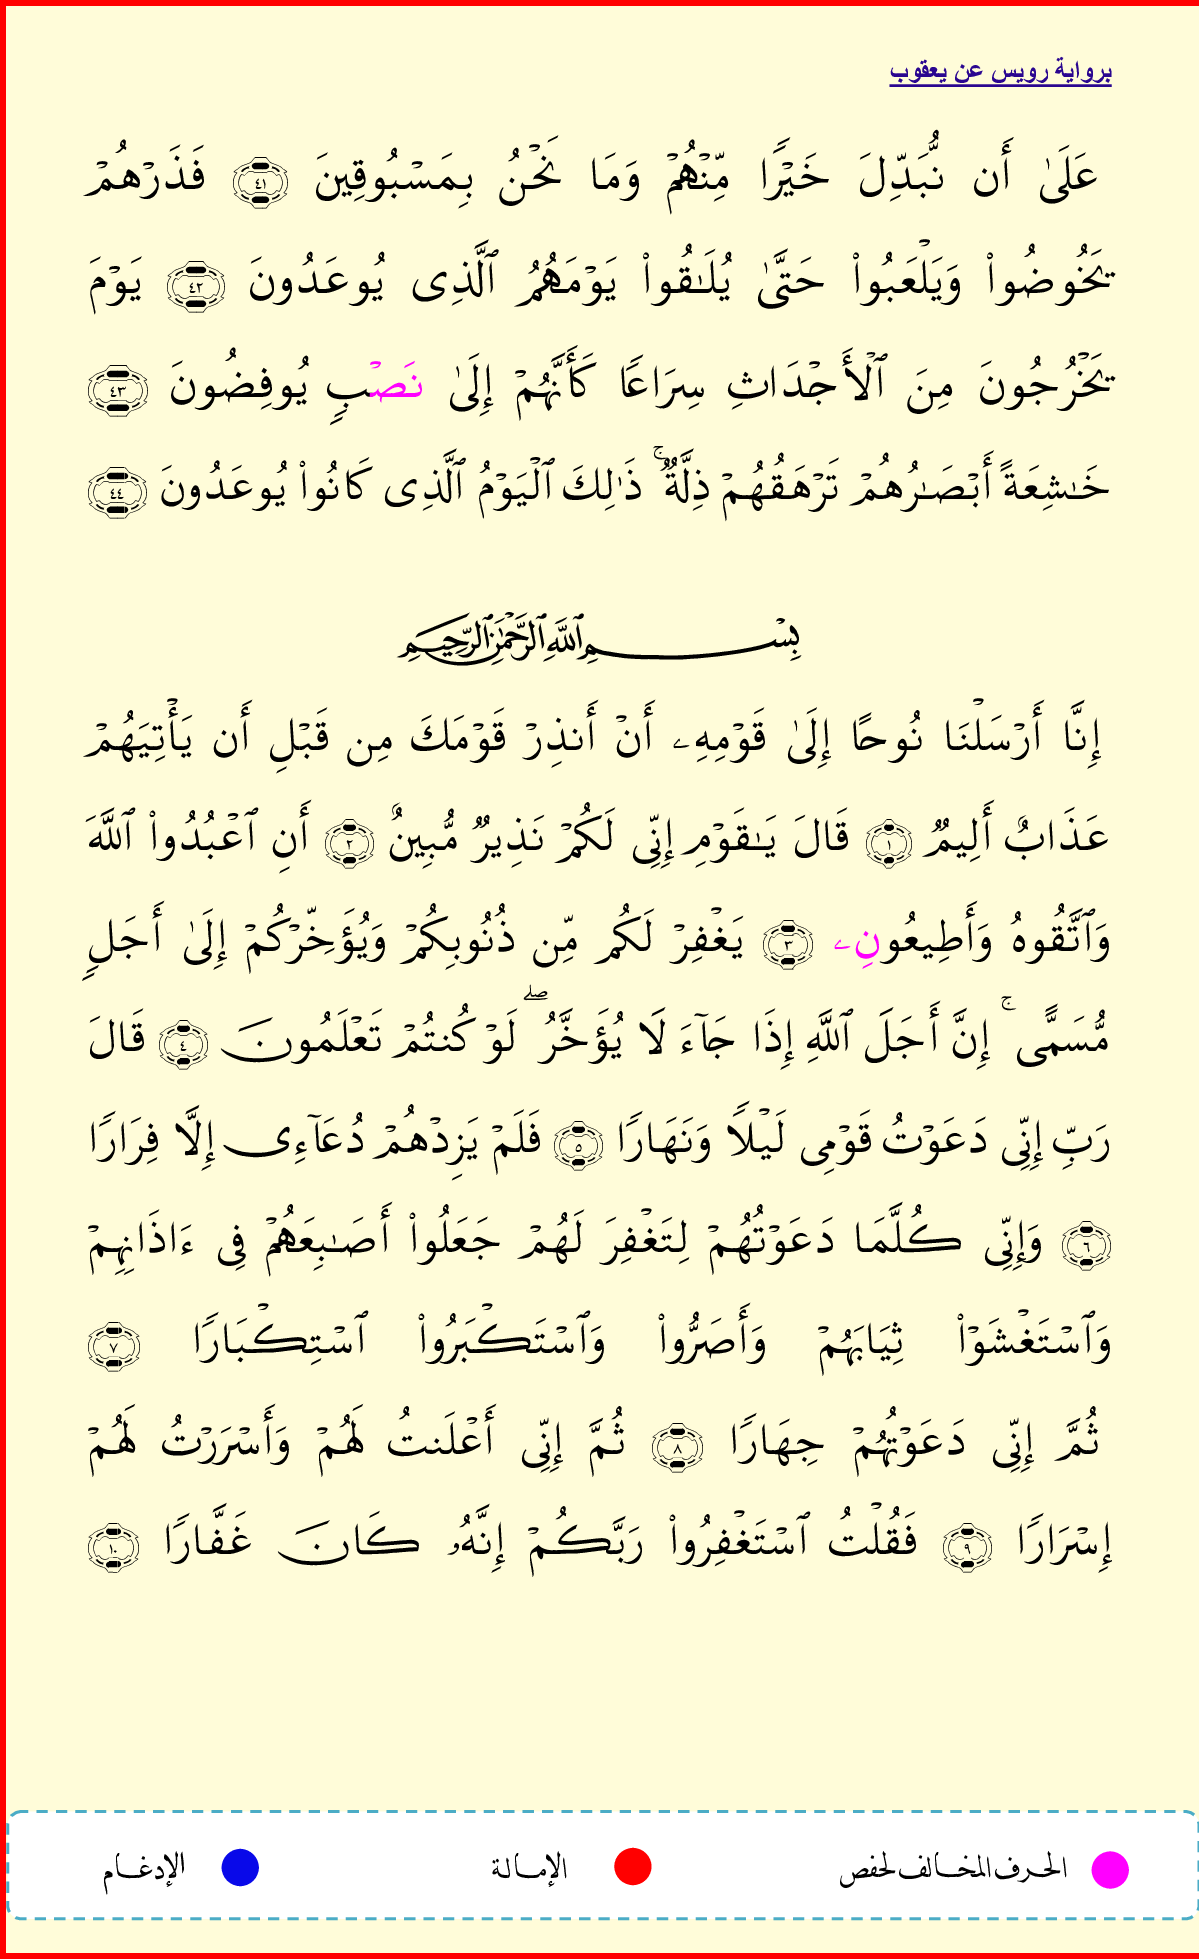 برواية رويس عن يعقوب
عَلَىٰٓ أَن نُّبَدِّلَ خَيْرًا مِّنْهُمْ وَمَا نَحْنُ بِمَسْبُوقِينَ ٤١ فَذَرْهُمْ
يَخُوضُوا۟ وَيَلْعَبُوا۟ حَتَّىٰ يُلَـٰقُوا۟ يَوْمَهُمُ ٱلَّذِى يُوعَدُونَ ٤٢ يَوْمَ
يَخْرُجُونَ مِنَ ٱلْأَجْدَاثِ سِرَاعًا كَأَنَّهُمْ إِلَىٰ نَصْبٍ يُوفِضُونَ ٤٣
خَـٰشِعَةً أَبْصَـٰرُهُمْ تَرْهَقُهُمْ ذِلَّةٌ ۚ ذَٰلِكَ ٱلْيَوْمُ ٱلَّذِى كَانُوا۟ يُوعَدُونَ ٤٤
بِسْمِ ٱللَّهِ ٱلرَّحْمَـٰنِ ٱلرَّحِيمِ
إِنَّا أَرْسَلْنَا نُوحًا إِلَىٰ قَوْمِهِۦ أَنْ أَنذِرْ قَوْمَكَ مِن قَبْلِ أَن يَأْتِيَهُمْ
عَذَابٌ أَلِيمٌ ١ قَالَ يَـٰقَوْمِ إِنِّى لَكُمْ نَذِيرٌ مُّبِينٌ ٢ أَنِ ٱعْبُدُوا۟ ٱللَّهَ
وَٱتَّقُوهُ وَأَطِيعُونِۦ ٣ يَغْفِرْ لَكُم مِّن ذُنُوبِكُمْ وَيُؤَخِّرْكُمْ إِلَىٰ أَجَلٍ
مُّسَمًّى ۚ إِنَّ أَجَلَ ٱللَّهِ إِذَا جَآءَ لَا يُؤَخَّرُ ۖ لَوْ كُنتُمْ تَعْلَمُونَ ٤ قَالَ
رَبِّ إِنِّى دَعَوْتُ قَوْمِى لَيْلًا وَنَهَارًا ٥ فَلَمْ يَزِدْهُمْ دُعَآءِى إِلَّا فِرَارًا
٦ وَإِنِّى كُلَّمَا دَعَوْتُهُمْ لِتَغْفِرَ لَهُمْ جَعَلُوا۟ أَصَـٰبِعَهُمْ فِى ءَاذَانِهِمْ
وَٱسْتَغْشَوْا۟ ثِيَابَهُمْ وَأَصَرُّوا۟ وَٱسْتَكْبَرُوا۟ ٱسْتِكْبَارًا ٧
ثُمَّ إِنِّى دَعَوْتُهُمْ جِهَارًا ٨ ثُمَّ إِنِّى أَعْلَنتُ لَهُمْ وَأَسْرَرْتُ لَهُمْ
إِسْرَارًا ٩ فَقُلْتُ ٱسْتَغْفِرُوا۟ رَبَّكُمْ إِنَّهُۥ كَانَ غَفَّارًا ١٠
الحرف المخالف لحفص الإمالة الإدغام